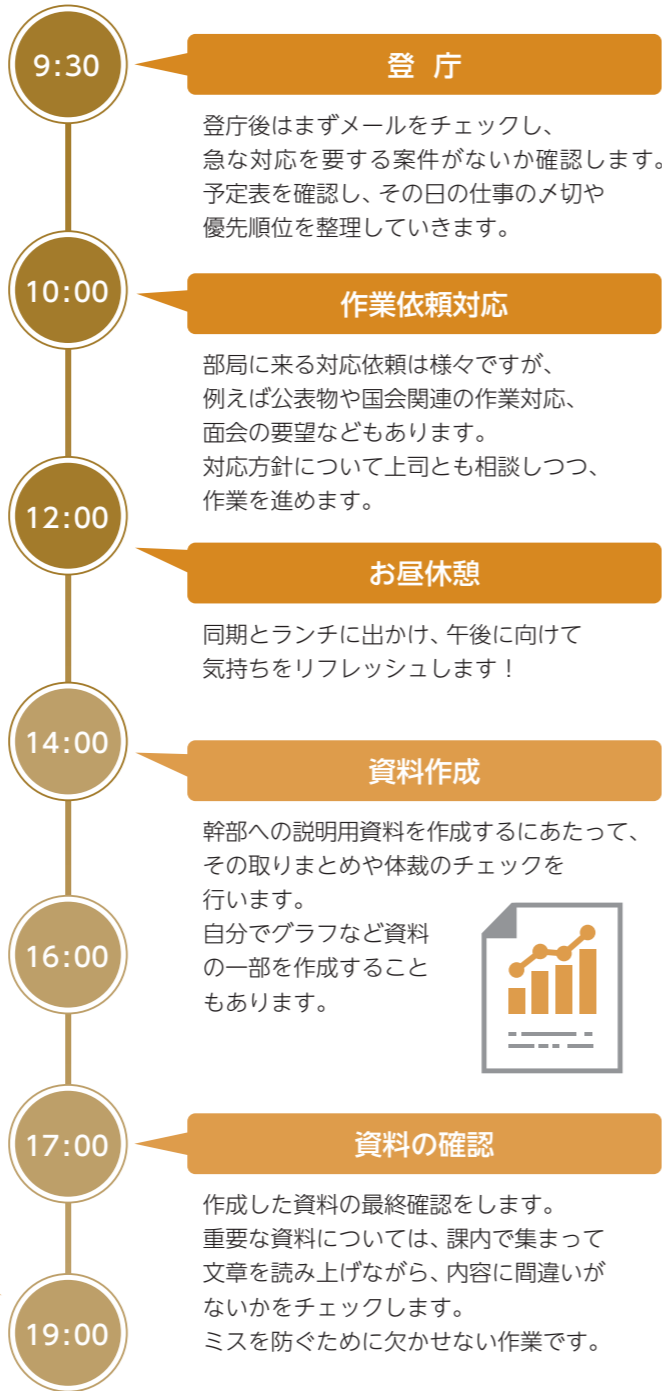 9:30
登 庁
登庁後はまずメールをチェックし、
急な対応を要する案件がないか確認します。
予定表を確認し、その日の仕事の〆切や
優先順位を整理していきます。
10:00
作業依頼対応
部局に来る対応依頼は様々ですが、
例えば公表物や国会関連の作業対応、
面会の要望などもあります。
対応方針について上司とも相談しつつ、
作業を進めます。
12:00
お昼休憩
同期とランチに出かけ、午後に向けて
気持ちをリフレッシュします！
14:00
資料作成
幹部への説明用資料を作成するにあたって、
その取りまとめや体裁のチェックを
行います。
自分でグラフなど資料
の一部を作成すること
もあります。
16:00
17:00
資料の確認
作成した資料の最終確認をします。
重要な資料については、課内で集まって
文章を読み上げながら、内容に間違いが
ないかをチェックします。
ミスを防ぐために欠かせない作業です。
19:00